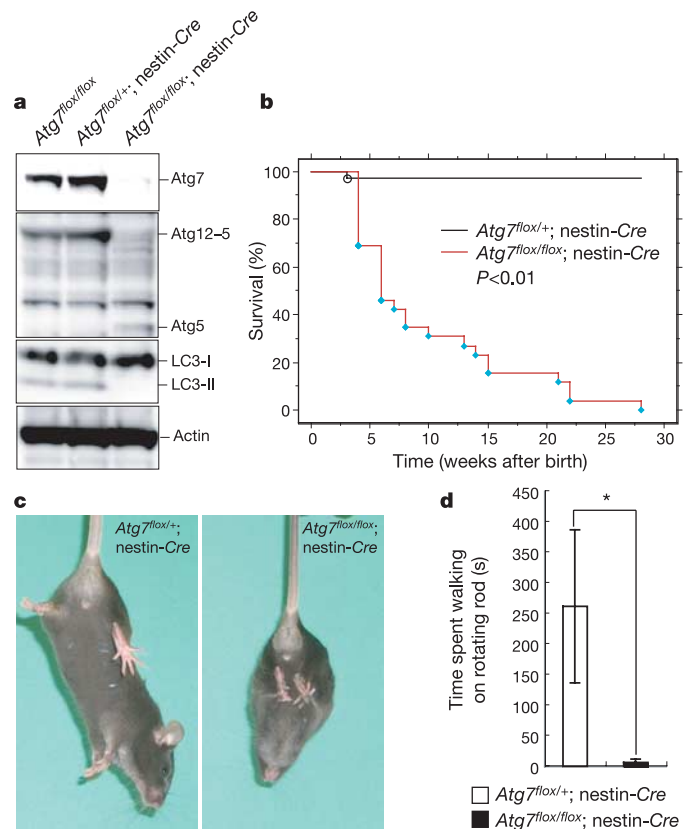 a
Atg7flox/flox
Atg7flox/+; nestin-Cre
Atg7flox/flox; nestin-Cre
Atg7
Atg12–5
Atg5
LC3-I
LC3-II
Actin
b
Survival (%)
100
80
60
40
20
0
Atg7flox/+; nestin-Cre
Atg7flox/flox; nestin-Cre
P<0.01
0 5 10 15 20 25 30
Time (weeks after birth)
c
Atg7flox/+;
nestin-Cre
Atg7flox/flox;
nestin-Cre
d
Time spent walking
on rotating rod (s)
450
400
350
300
250
200
150
100
50
0
*
Atg7flox/+; nestin-Cre
Atg7flox/flox; nestin-Cre